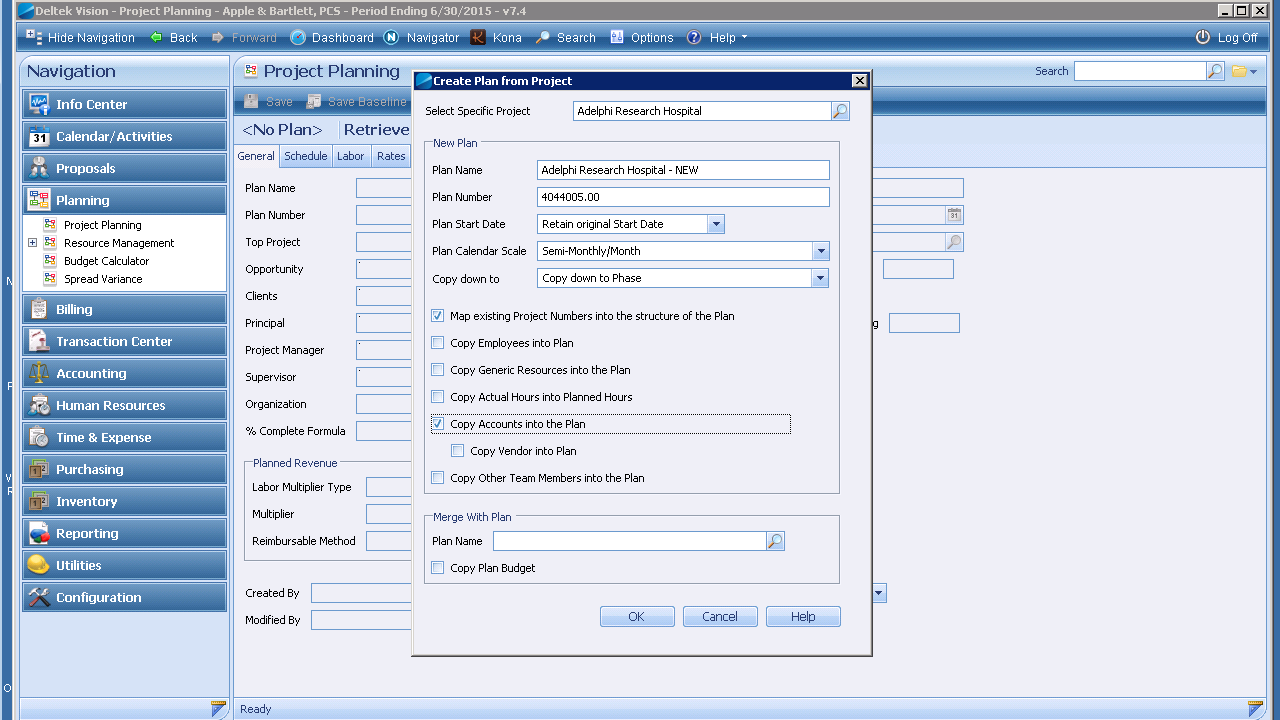 Deltek Vision - Project Planning - Apple & Bartlett, PCS - Period Ending 6/30/2015 - v7.4
Hide Navigation Back Forward Dashboard Navigator Kona Search Options Help Log Off
Navigation
Info Center
31 Calendar/Activities
Proposals
Planning
Project Planning
Resource Management
Budget Calculator
Spread Variance
Billing
Transaction Center
Accounting
Human Resources
Time & Expense
Purchasing
Inventory
Reporting
Utilities
Configuration
Project Planning
Search
Save Save Baseline
<No Plan> Retrieve
General Schedule Labor Rates
Plan Name
Plan Number
31
Top Project
Opportunity
Clients
Principal
g
Project Manager
Supervisor
Organization
% Complete Formula
Planned Revenue
Labor Multiplier Type
Multiplier
Reimbursable Method
Created By
Modified By
Ready
Create Plan from Project
Select Specific Project Adelphi Research Hospital
New Plan
Plan Name Adelphi Research Hospital - NEW
Plan Number 4044005.00
Plan Start Date Retain original Start Date
Plan Calendar Scale Semi-Monthly/Month
Copy down to Copy down to Phase
Map existing Project Numbers into the structure of the Plan
Copy Employees into Plan
Copy Generic Resources into the Plan
Copy Actual Hours into Planned Hours
Copy Accounts into the Plan
Copy Vendor into Plan
Copy Other Team Members into the Plan
Merge With Plan
Plan Name
Copy Plan Budget
OK Cancel Help